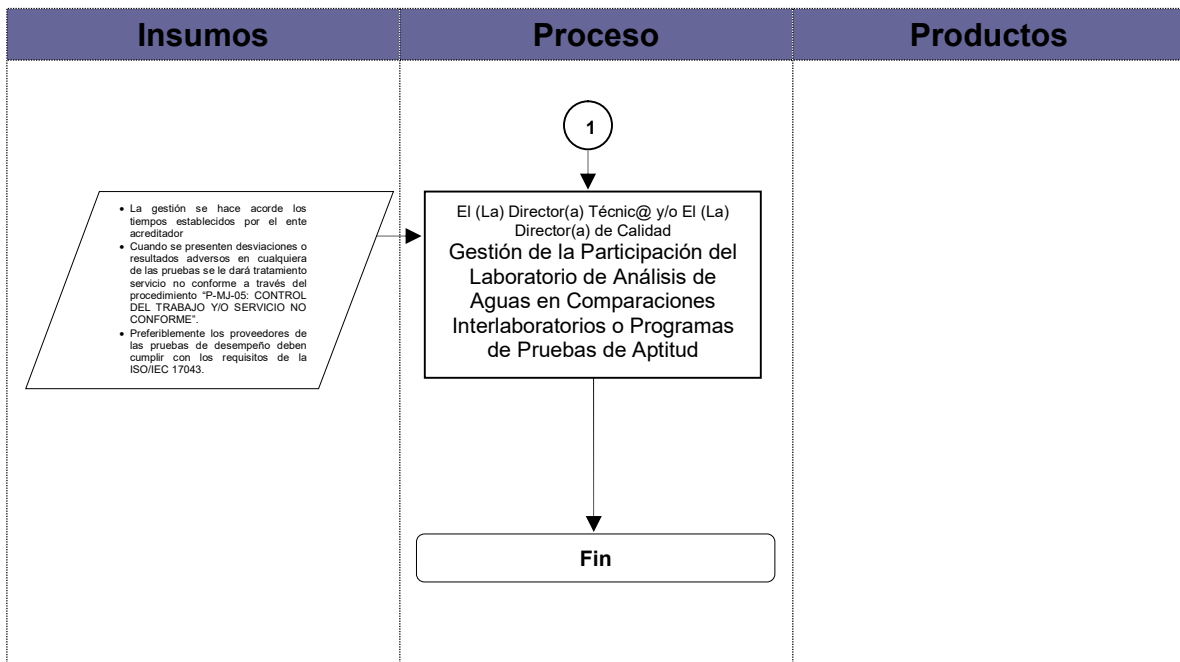 Insumos
Proceso
Productos
1
• La gestión se hace acorde los
tiempos establecidos por el ente
acreditador
• Cuando se presenten desviaciones o
resultados adversos en cualquiera
de las pruebas se le dará tratamiento
servicio no conforme a través del
procedimiento “P-MJ-05: CONTROL
DEL TRABAJO Y/O SERVICIO NO
CONFORME”.
• Preferiblemente los proveedores de
las pruebas de desempeño deben
cumplir con los requisitos de la
ISO/IEC 17043.
El (La) Director(a) Técnic@ y/o El (La)
Director(a) de Calidad
Gestión de la Participación del
Laboratorio de Análisis de
Aguas en Comparaciones
Interlaboratorios o Programas
de Pruebas de Aptitud
Fin